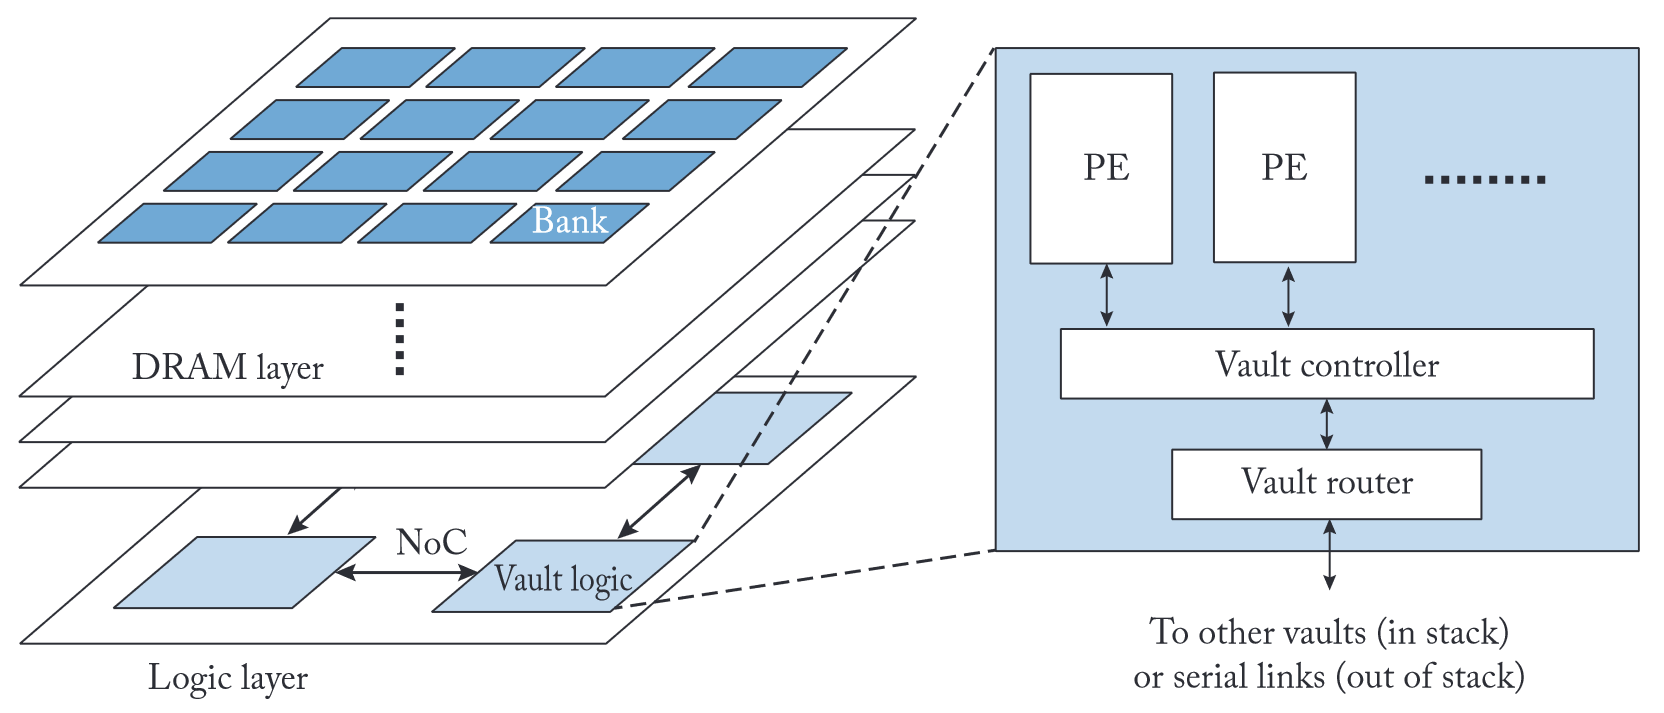 Bank
DRAM layer
NoC
Vault logic
Logic layer
PE
PE
Vault controller
Vault router
To other vaults (in stack)
or serial links (out of stack)